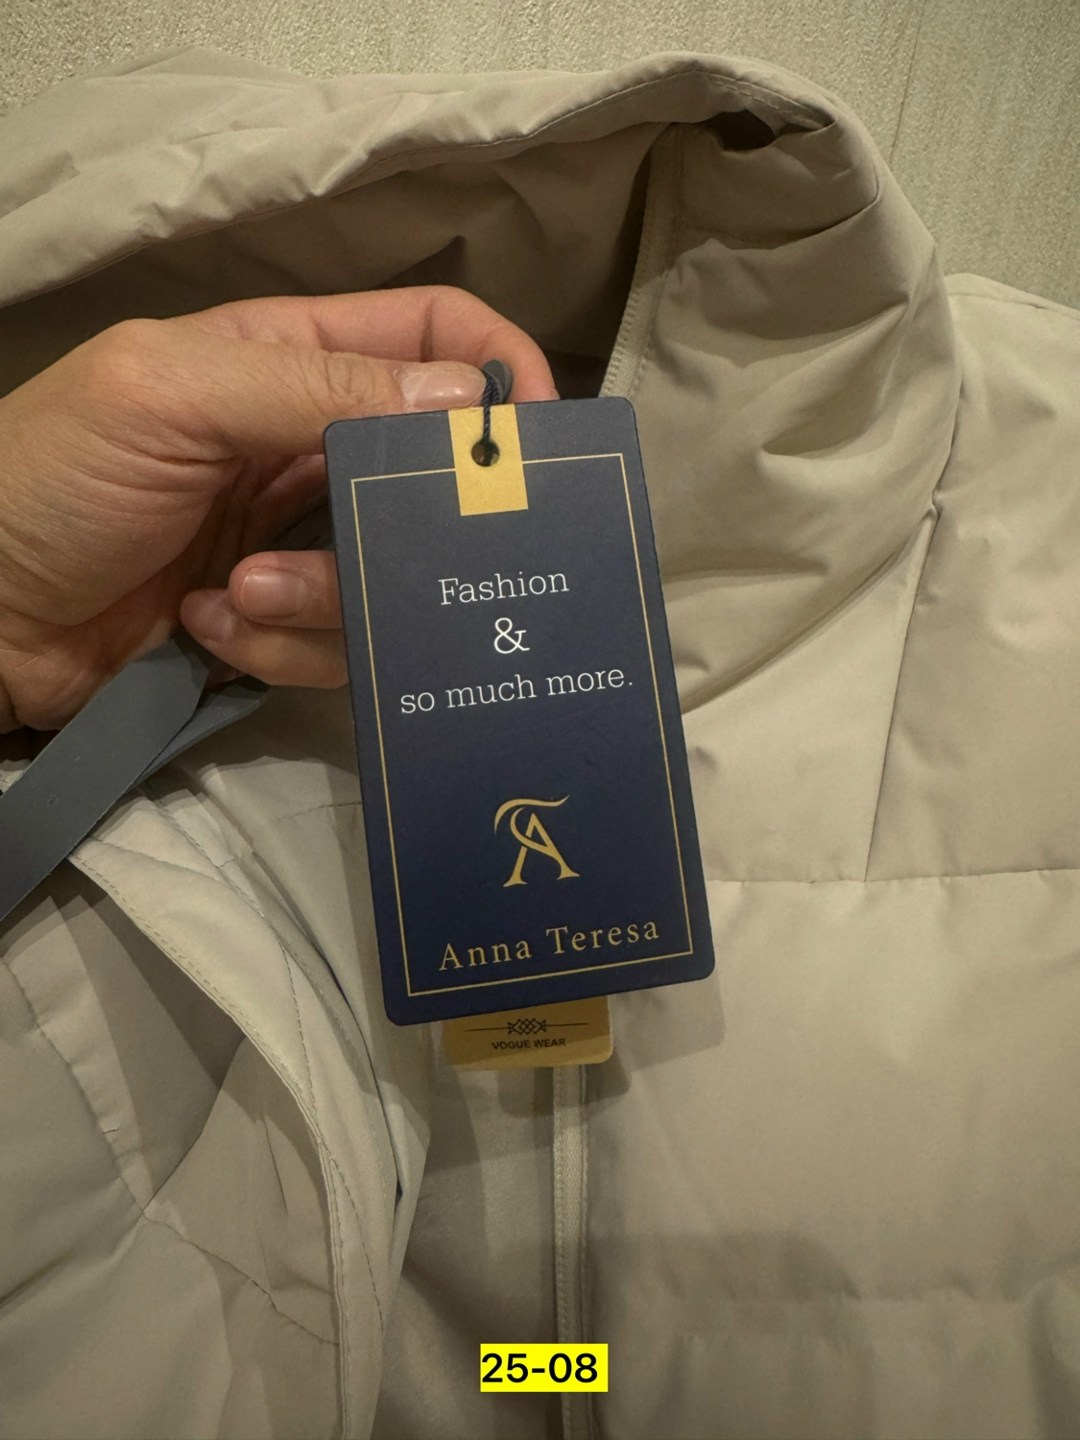 Fashion
&
so much more.
Anna Teresa
VOGUE WEAR
25-08